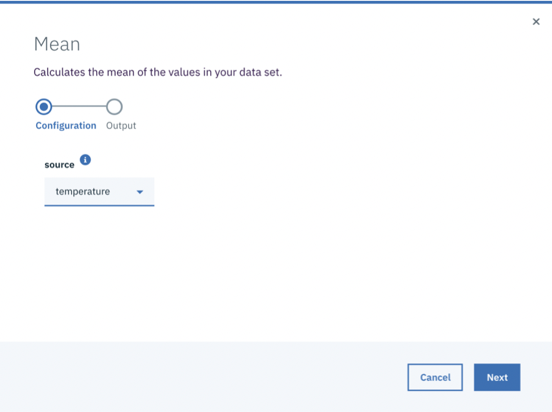 Mean
Calculates the mean of the values in your data set.
Configuration Output
source
temperature
Cancel Next